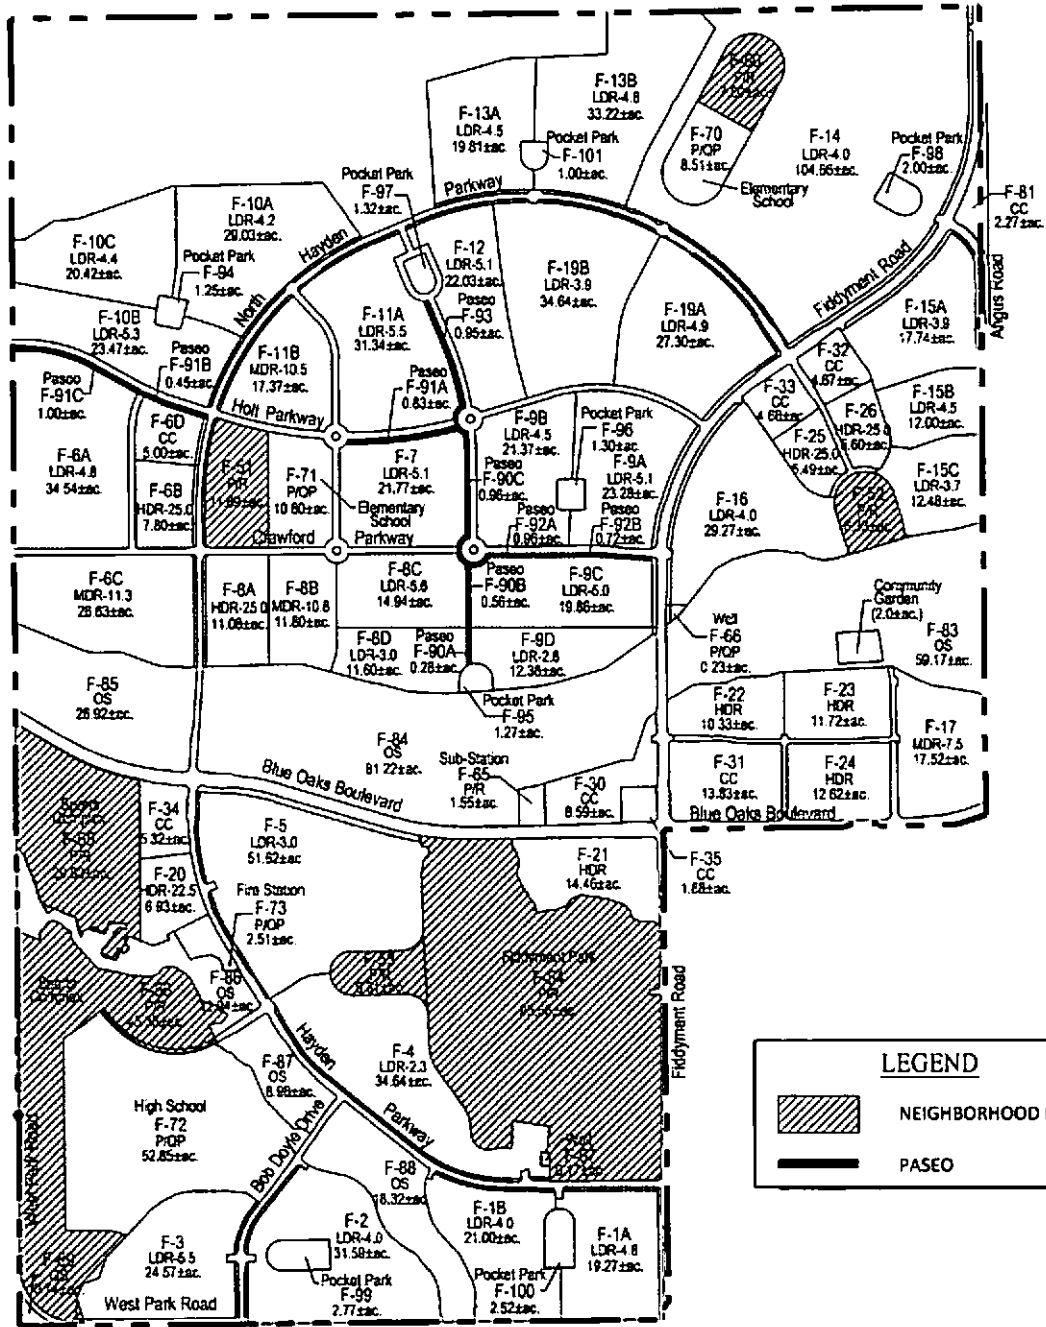 F-13B
LDR-4.8
33.22±ac.
F-13A
LDR-4.5
19.81±ac.
Pocket Park
F-101
1.00±ac.
F-70
P/QP
8.51±ac.
Elementary
School
F-14
LDR-4.0
104.66±ac.
Pocket Park
F-98
2.00±ac.
F-81
CC
2.27±ac.
Pocket Park
F-97
1.32±ac.
Parkway
Hayden
North
F-10A
LDR-4.2
29.03±ac.
F-10C
LDR-4.4
20.42±ac.
Pocket Park
F-94
1.25±ac.
F-10B
LDR-5.3
23.47±ac.
F-12
LDR-5.1
22.03±ac.
F-19B
LDR-3.9
34.64±ac.
Paseo
F-93
0.95±ac.
F-11A
LDR-5.5
31.34±ac.
F-19A
LDR-4.9
27.30±ac.
Fiddyment Road
Angus Road
F-15A
LDR-3.9
17.74±ac.
F-11B
MDR-10.5
17.37±ac.
Paseo
F-91B
0.45±ac.
Paseo
F-91C
1.00±ac.
Paseo
F-91A
0.83±ac.
Holt Parkway
F-32
CC
4.67±ac.
F-33
CC
4.68±ac.
F-15B
LDR-4.5
12.00±ac.
F-26
HDR-25.0
F-25
HDR-25.0
F-15C
LDR-3.7
12.48±ac.
F-6D
CC
5.00±ac.
F-6A
LDR-4.8
34.54±ac.
F-6B
HDR-25.0
7.80±ac.
F-51
P/R
F-71
P/QP
10.80±ac.
Elementary
School
F-7
LDR-5.1
21.77±ac.
F-9B
LDR-4.5
21.37±ac.
Pocket Park
F-96
1.30±ac.
F-9A
LDR-5.1
23.28±ac.
Paseo
F-90C
0.96±ac.
Paseo
F-92A
0.96±ac.
Paseo
F-92B
0.72±ac.
F-16
LDR-4.0
29.27±ac.
F-52
P/R
Crawford Parkway
F-6C
MDR-11.3
28.63±ac.
F-8A
HDR-25.0
11.08±ac.
F-8B
MDR-10.8
11.80±ac.
F-8C
LDR-5.6
14.94±ac.
Paseo
F-90B
0.56±ac.
F-9C
LDR-5.0
19.86±ac.
Community
Garden
(2.0±ac.)
F-83
OS
59.17±ac.
Well
F-66
P/QP
0.23±ac.
F-8D
LDR-3.0
11.60±ac.
Paseo
F-90A
0.28±ac.
F-9D
LDR-2.8
12.36±ac.
Pocket Park
F-95
1.27±ac.
F-85
OS
26.92±ac.
F-84
OS
81.22±ac.
F-22
HDR
10.33±ac.
F-23
HDR
11.72±ac.
F-17
MDR-7.5
17.52±ac.
Sub-Station
F-65
P/R
1.55±ac.
F-30
CC
8.59±ac.
F-31
CC
13.83±ac.
F-24
HDR
12.62±ac.
Blue Oaks Boulevard
Blue Oaks Boulevard
F-34
CC
5.32±ac.
F-5
LDR-3.0
51.62±ac.
F-21
HDR
14.46±ac.
F-35
CC
1.88±ac.
F-20
HDR-22.5
6.93±ac.
Fire Station
F-73
P/QP
2.51±ac.
F-86
OS
F-87
OS
8.98±ac.
Hayden
Parkway
F-4
LDR-2.3
34.64±ac.
Fiddyment Road
High School
F-72
P/QP
52.85±ac.
Bob Doyle Drive
F-88
OS
18.32±ac.
F-3
LDR-5.5
24.57±ac.
West Park Road
F-2
LDR-4.0
31.58±ac.
Pocket Park
F-99
2.77±ac.
F-1B
LDR-4.0
21.00±ac.
Pocket Park
F-100
2.52±ac.
F-1A
LDR-4.8
19.27±ac.
LEGEND
NEIGHBORHOOD
PASEO